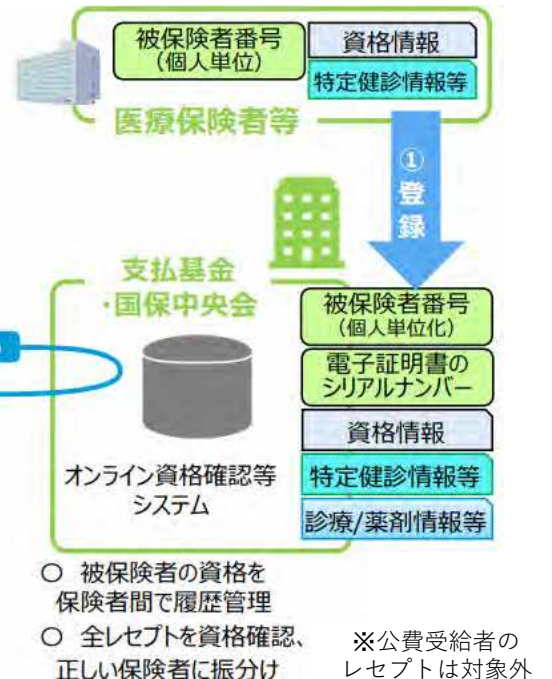 被保険者番号
（個人単位）
資格情報
特定健診情報等
医療保険者等
①
登
録
支払基金
・国保中央会
被保険者番号
（個人単位化）
電子証明書の
シリアルナンバー
資格情報
特定健診情報等
診療/薬剤情報等
オンライン資格確認等
システム
○ 被保険者の資格を
保険者間で履歴管理
○ 全レセプトを資格確認、
正しい保険者に振分け
※公費受給者の
レセプトは対象外